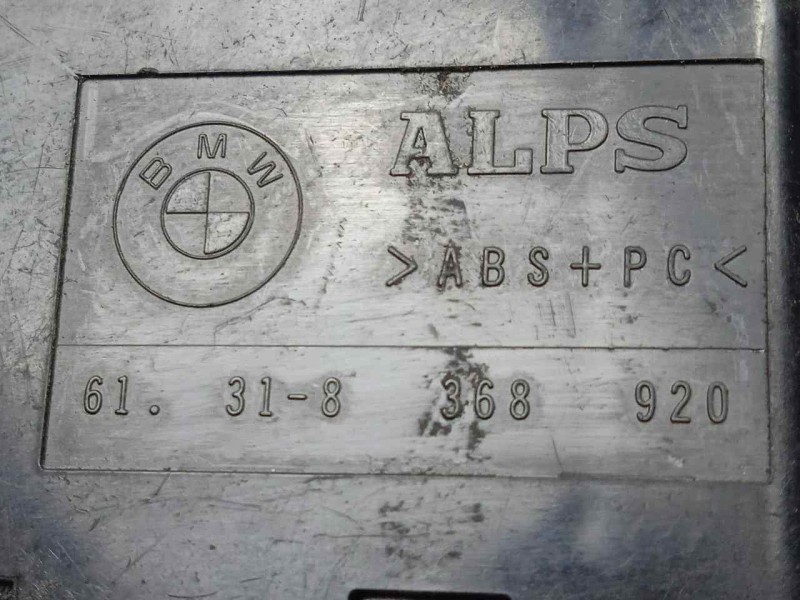 BMW
ALPS
>ABS+PC<
61. 31-8 368 920